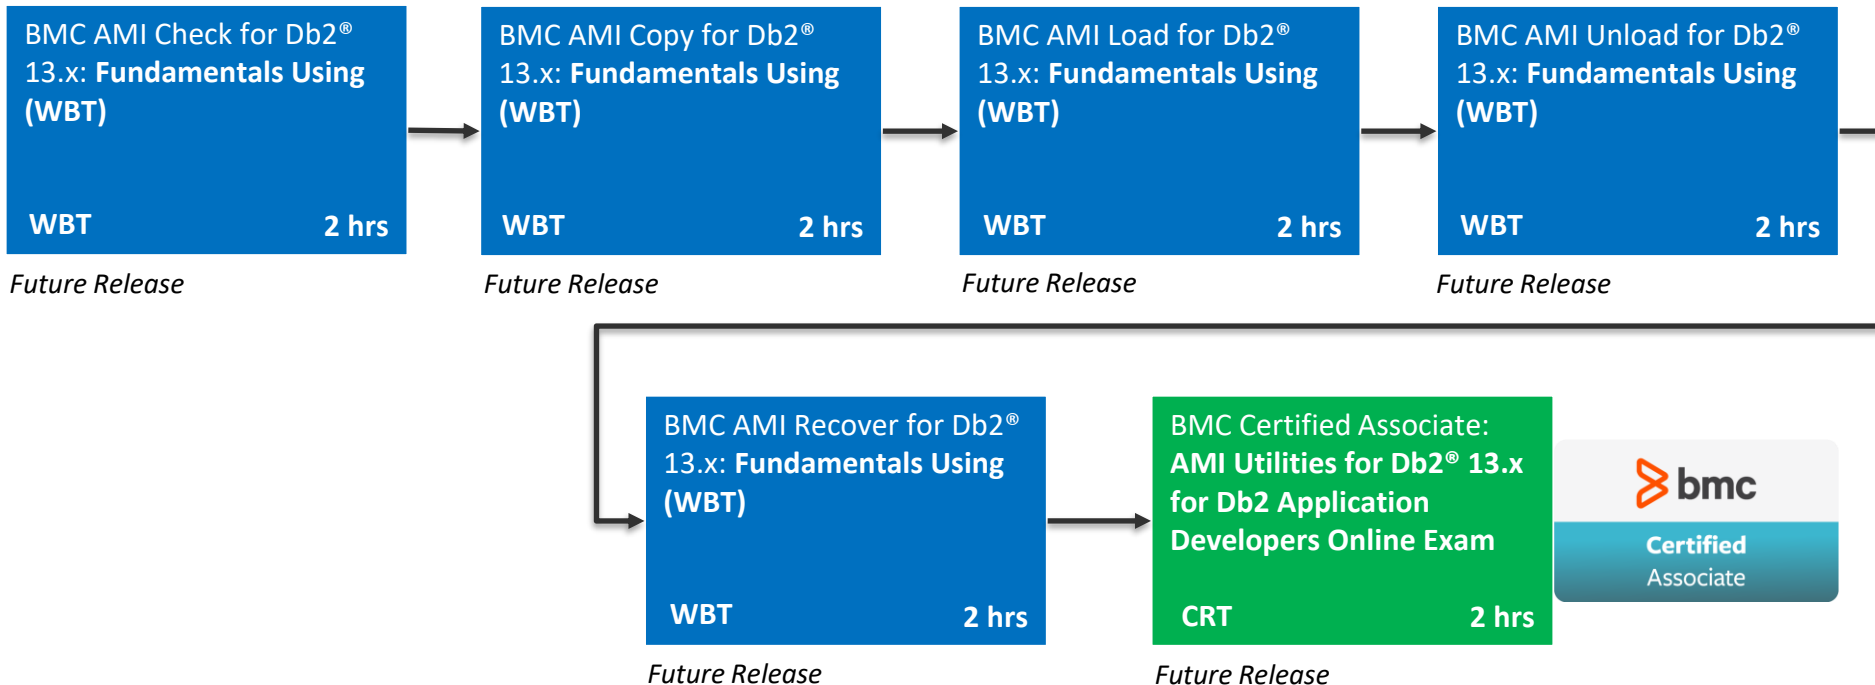 BMC AMI Check for Db2®
13.x: Fundamentals Using
(WBT)
WBT 2 hrs
Future Release
BMC AMI Copy for Db2®
13.x: Fundamentals Using
(WBT)
WBT 2 hrs
Future Release
BMC AMI Load for Db2®
13.x: Fundamentals Using
(WBT)
WBT 2 hrs
Future Release
BMC AMI Unload for Db2®
13.x: Fundamentals Using
(WBT)
WBT 2 hrs
Future Release
BMC AMI Recover for Db2®
13.x: Fundamentals Using
(WBT)
WBT 2 hrs
Future Release
BMC Certified Associate:
AMI Utilities for Db2® 13.x
for Db2 Application
Developers Online Exam
CRT 2 hrs
Future Release
bmc
Certified
Associate